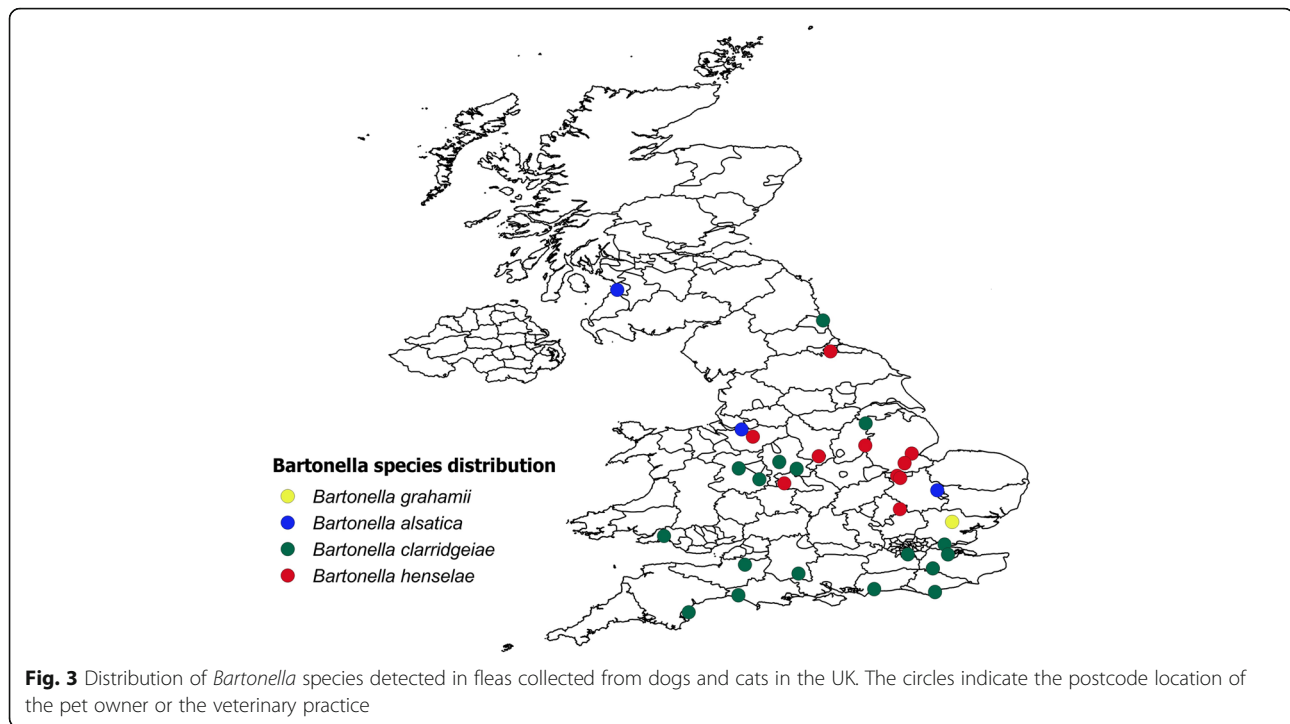 Bartonella species distribution
Bartonella grahamii
Bartonella alsatica
Bartonella clarridgeiae
Bartonella henselae
Fig. 3 Distribution of Bartonella species detected in fleas collected from dogs and cats in the UK. The circles indicate the postcode location of
the pet owner or the veterinary practice